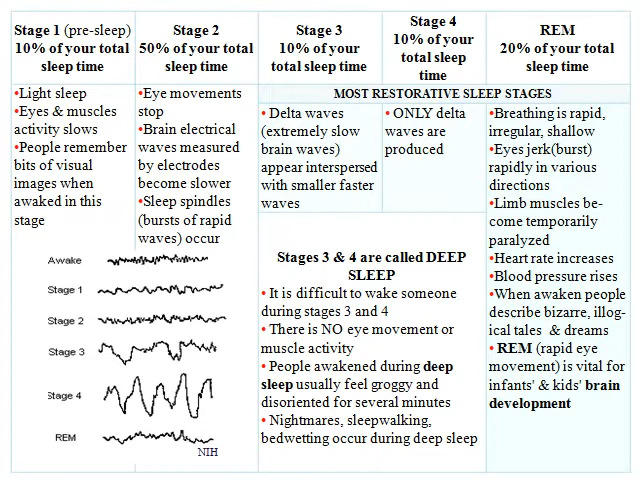 Stage 1 (pre-sleep)
10% of your total
sleep time
Stage 2
50% of your total
sleep time
Stage 3
10% of your
total sleep time
Stage 4
10% of your
total sleep
time
REM
20% of your total
sleep time
•Light sleep
•Eyes & muscles
activity slows
•People remember
bits of visual
images when
awaked in this
stage
•Eye movements
stop
•Brain electrical
waves measured
by electrodes
become slower
•Sleep spindles
(bursts of rapid
waves) occur
MOST RESTORATIVE SLEEP STAGES
• Delta waves
(extremely slow
brain waves)
appear interspersed
with smaller faster
waves
• ONLY delta
waves are
produced
•Breathing is rapid,
irregular, shallow
•Eyes jerk(burst)
rapidly in various
directions
•Limb muscles be-
come temporarily
paralyzed
•Heart rate increases
•Blood pressure rises
•When awaken people
describe bizarre, illog-
ical tales & dreams
• REM (rapid eye
movement) is vital for
infants' & kids' brain
development
Stages 3 & 4 are called DEEP
SLEEP
• It is difficult to wake someone
during stages 3 and 4
• There is NO eye movement or
muscle activity
• People awakened during deep
sleep usually feel groggy and
disoriented for several minutes
• Nightmares, sleepwalking,
bedwetting occur during deep sleep
Awake
Stage 1
Stage 2
Stage 3
Stage 4
REM
NIH